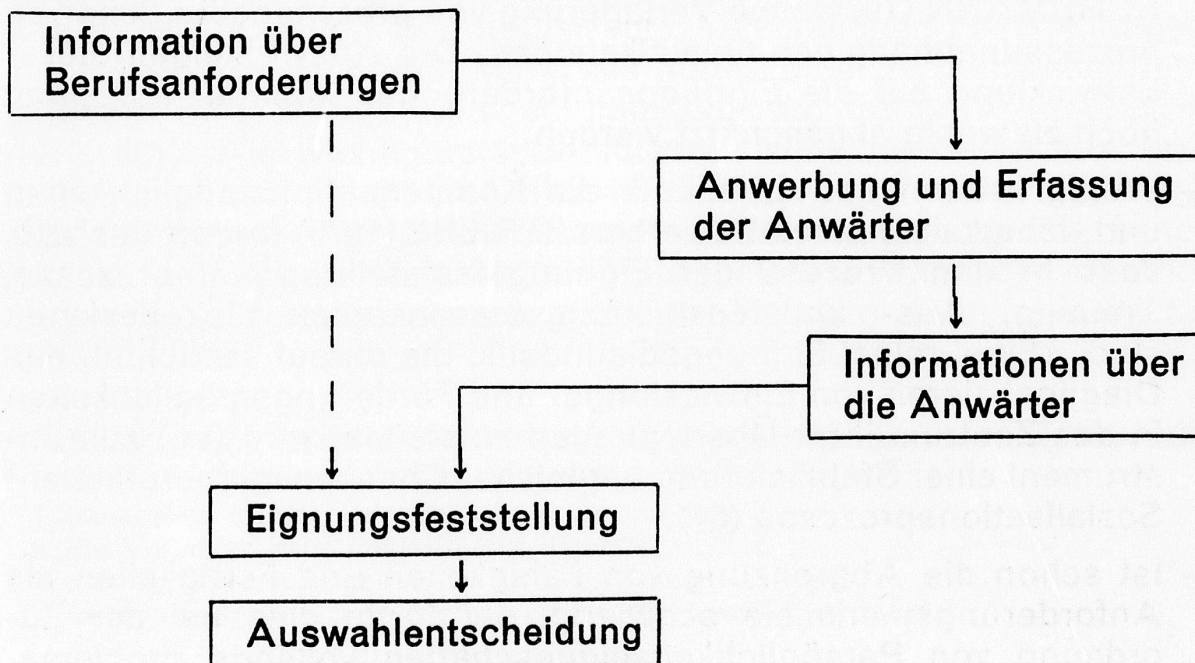 Information über
Berufsanforderungen
Anwerbung und Erfassung
der Anwärter
Informationen über
die Anwärter
Eignungsfeststellung
Auswahlentscheidung